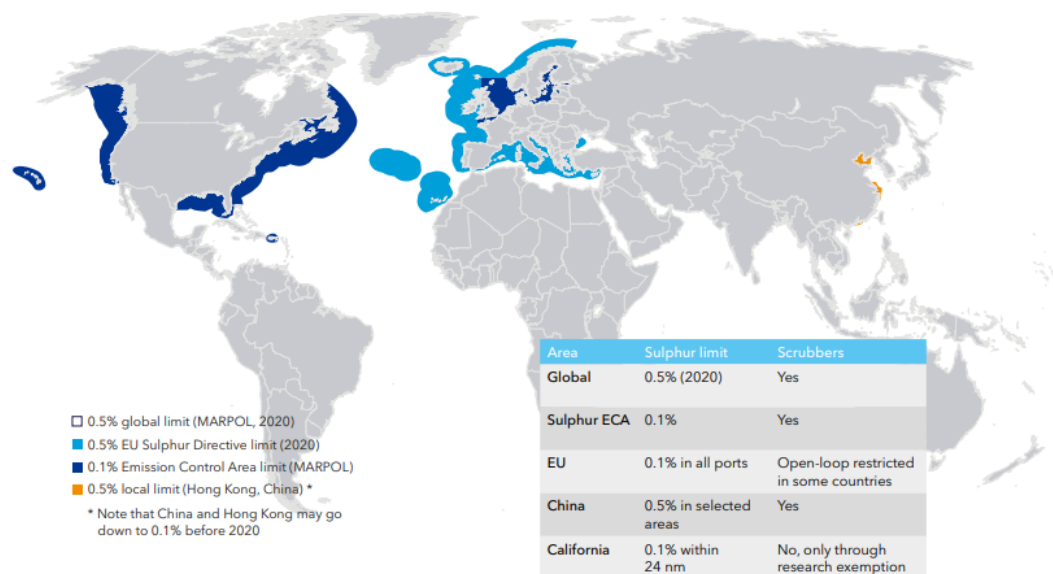 Area Sulphur limit Scrubbers
Global 0.5% (2020) Yes
Sulphur ECA 0.1% Yes
EU 0.1% in all ports Open-loop restricted
in some countries
China 0.5% in selected Yes
areas
California 0.1% within No, only through
24 nm research exemption
0.5% global limit (MARPOL, 2020)
0.5% EU Sulphur Directive limit (2020)
0.1% Emission Control Area limit (MARPOL)
0.5% local limit (Hong Kong, China) *
* Note that China and Hong Kong may go
down to 0.1% before 2020